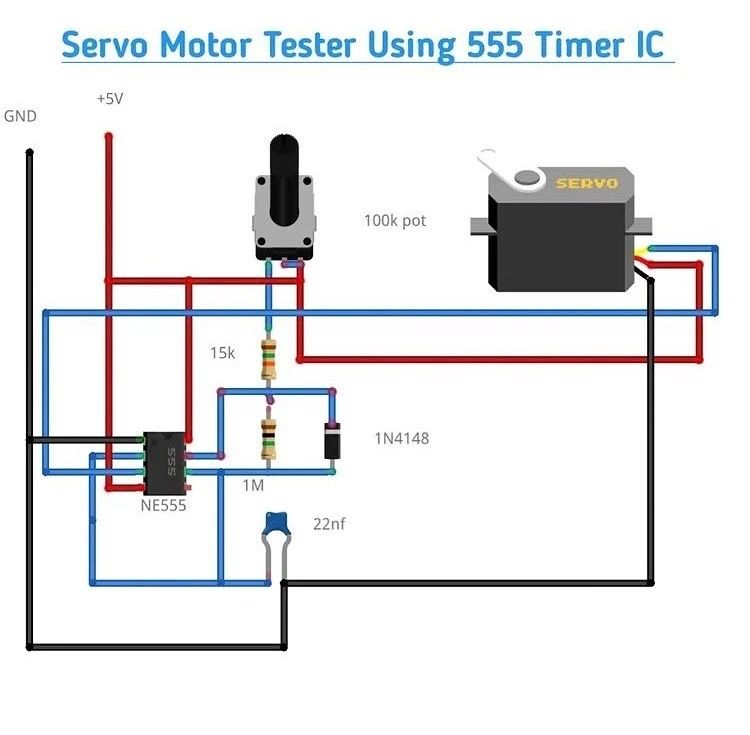 Servo Motor Tester Using 555 Timer IC
+5V
GND
SERVO
100k pot
15k
1N4148
555
1M
NE555
22nf